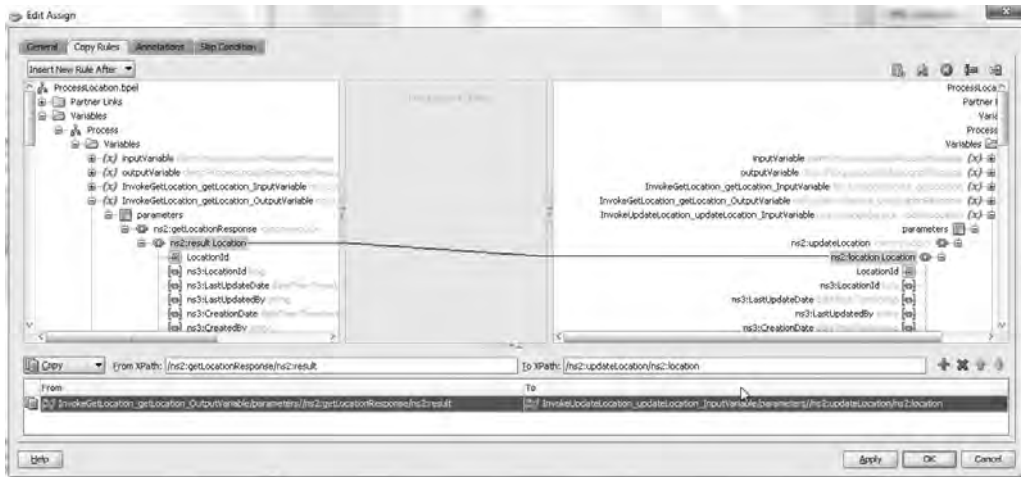 Edit Assign
General Copy Rules Annotations Skip Condition
Insert New Rule After
ProcessLocation.bpel
Partner Links
Variables
Process
Variables
(x) inputVariable
(x) outputVariable
(x) InvokeGetLocation_getLocation_InputVariable
(x) InvokeGetLocation_getLocation_OutputVariable
parameters
ns2:getLocationResponse
ns2:result Location
LocationId
ns3:LocationId long
ns3:LastUpdateDate
ns3:LastUpdatedBy string
ns3:CreationDate
ns3:CreatedBy
ProcessLoca
Partner l
Varia
Process
Variables
inputVariable (x)
outputVariable (x)
InvokeGetLocation_getLocation_InputVariable (x)
InvokeGetLocation_getLocation_OutputVariable (x)
InvokeUpdateLocation_updateLocation_InputVariable (x)
parameters
ns2:updateLocation
ns2:location Location
LocationId
ns3:LocationId
ns3:LastUpdateDate
ns3:LastUpdatedBy
ns3:CreationDate
Copy From XPath: /ns2:getLocationResponse/ns2:result To XPath: /ns2:updateLocation/ns2:location
From To
InvokeGetLocation_getLocation_OutputVariable/parameters//ns2:getLocationResponse/ns2:result InvokeUpdateLocation_updateLocation_InputVariable/parameters//ns2:updateLocation/ns2:location
Help Apply OK Cancel